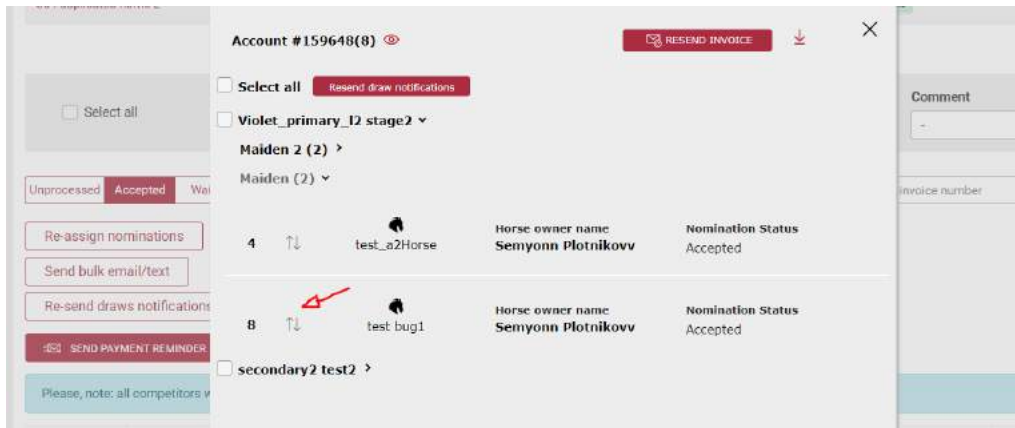 Account #159648(8)
RESEND INVOICE
Select all
Resend draw notifications
Select all
Comment
-
Violet_primary_l2 stage2
Maiden 2 (2)
Maiden (2)
Unprocessed
Accepted
invoice number
Re-assign nominations
4
test_a2Horse
Horse owner name
Semyonn Plotnikovv
Nomination Status
Accepted
Send bulk email/text
Re-send draws notifications
8
test bug1
Horse owner name
Semyonn Plotnikovv
Nomination Status
Accepted
SEND PAYMENT REMINDER
secondary2 test2
Please, note: all competitors